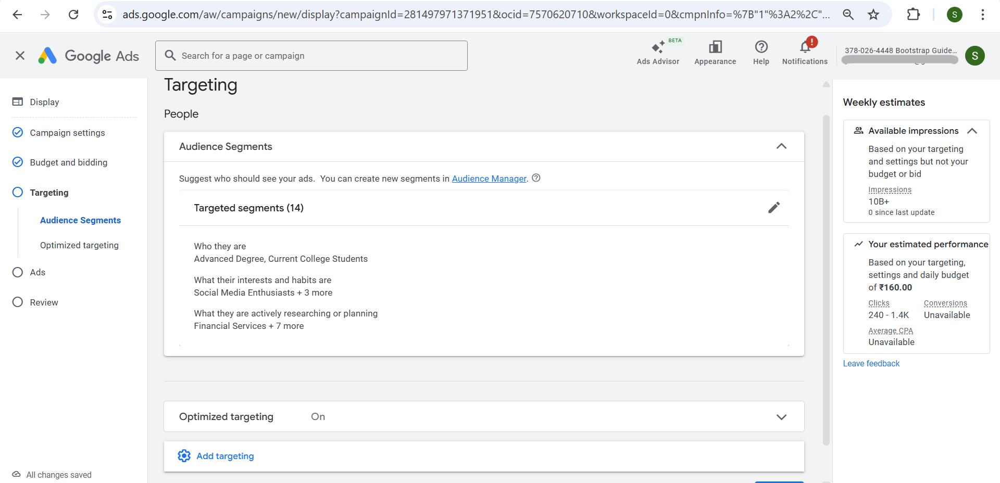 ads.google.com/aw/campaigns/new/display?campaignId=281497971371951&ocid=7570620710&workspaceId=0&cmpnInfo=%7B"1"%3A2%2C"...
S
Google Ads
Search for a page or campaign
BETA
Ads Advisor
Appearance
Help
!
Notifications
378-026-4448 Bootstrap Guide...
S
Display
Campaign settings
Budget and bidding
Targeting
Audience Segments
Optimized targeting
Ads
Review
All changes saved
Targeting
People
Audience Segments
Suggest who should see your ads. You can create new segments in Audience Manager.
Targeted segments (14)
Who they are
Advanced Degree, Current College Students
What their interests and habits are
Social Media Enthusiasts + 3 more
What they are actively researching or planning
Financial Services + 7 more
Optimized targeting On
Add targeting
Weekly estimates
Available impressions
Based on your targeting
and settings but not your
budget or bid
Impressions
10B+
0 since last update
Your estimated performance
Based on your targeting,
settings and daily budget
of ₹160.00
Clicks Conversions
240 - 1.4K Unavailable
Average CPA
Unavailable
Leave feedback